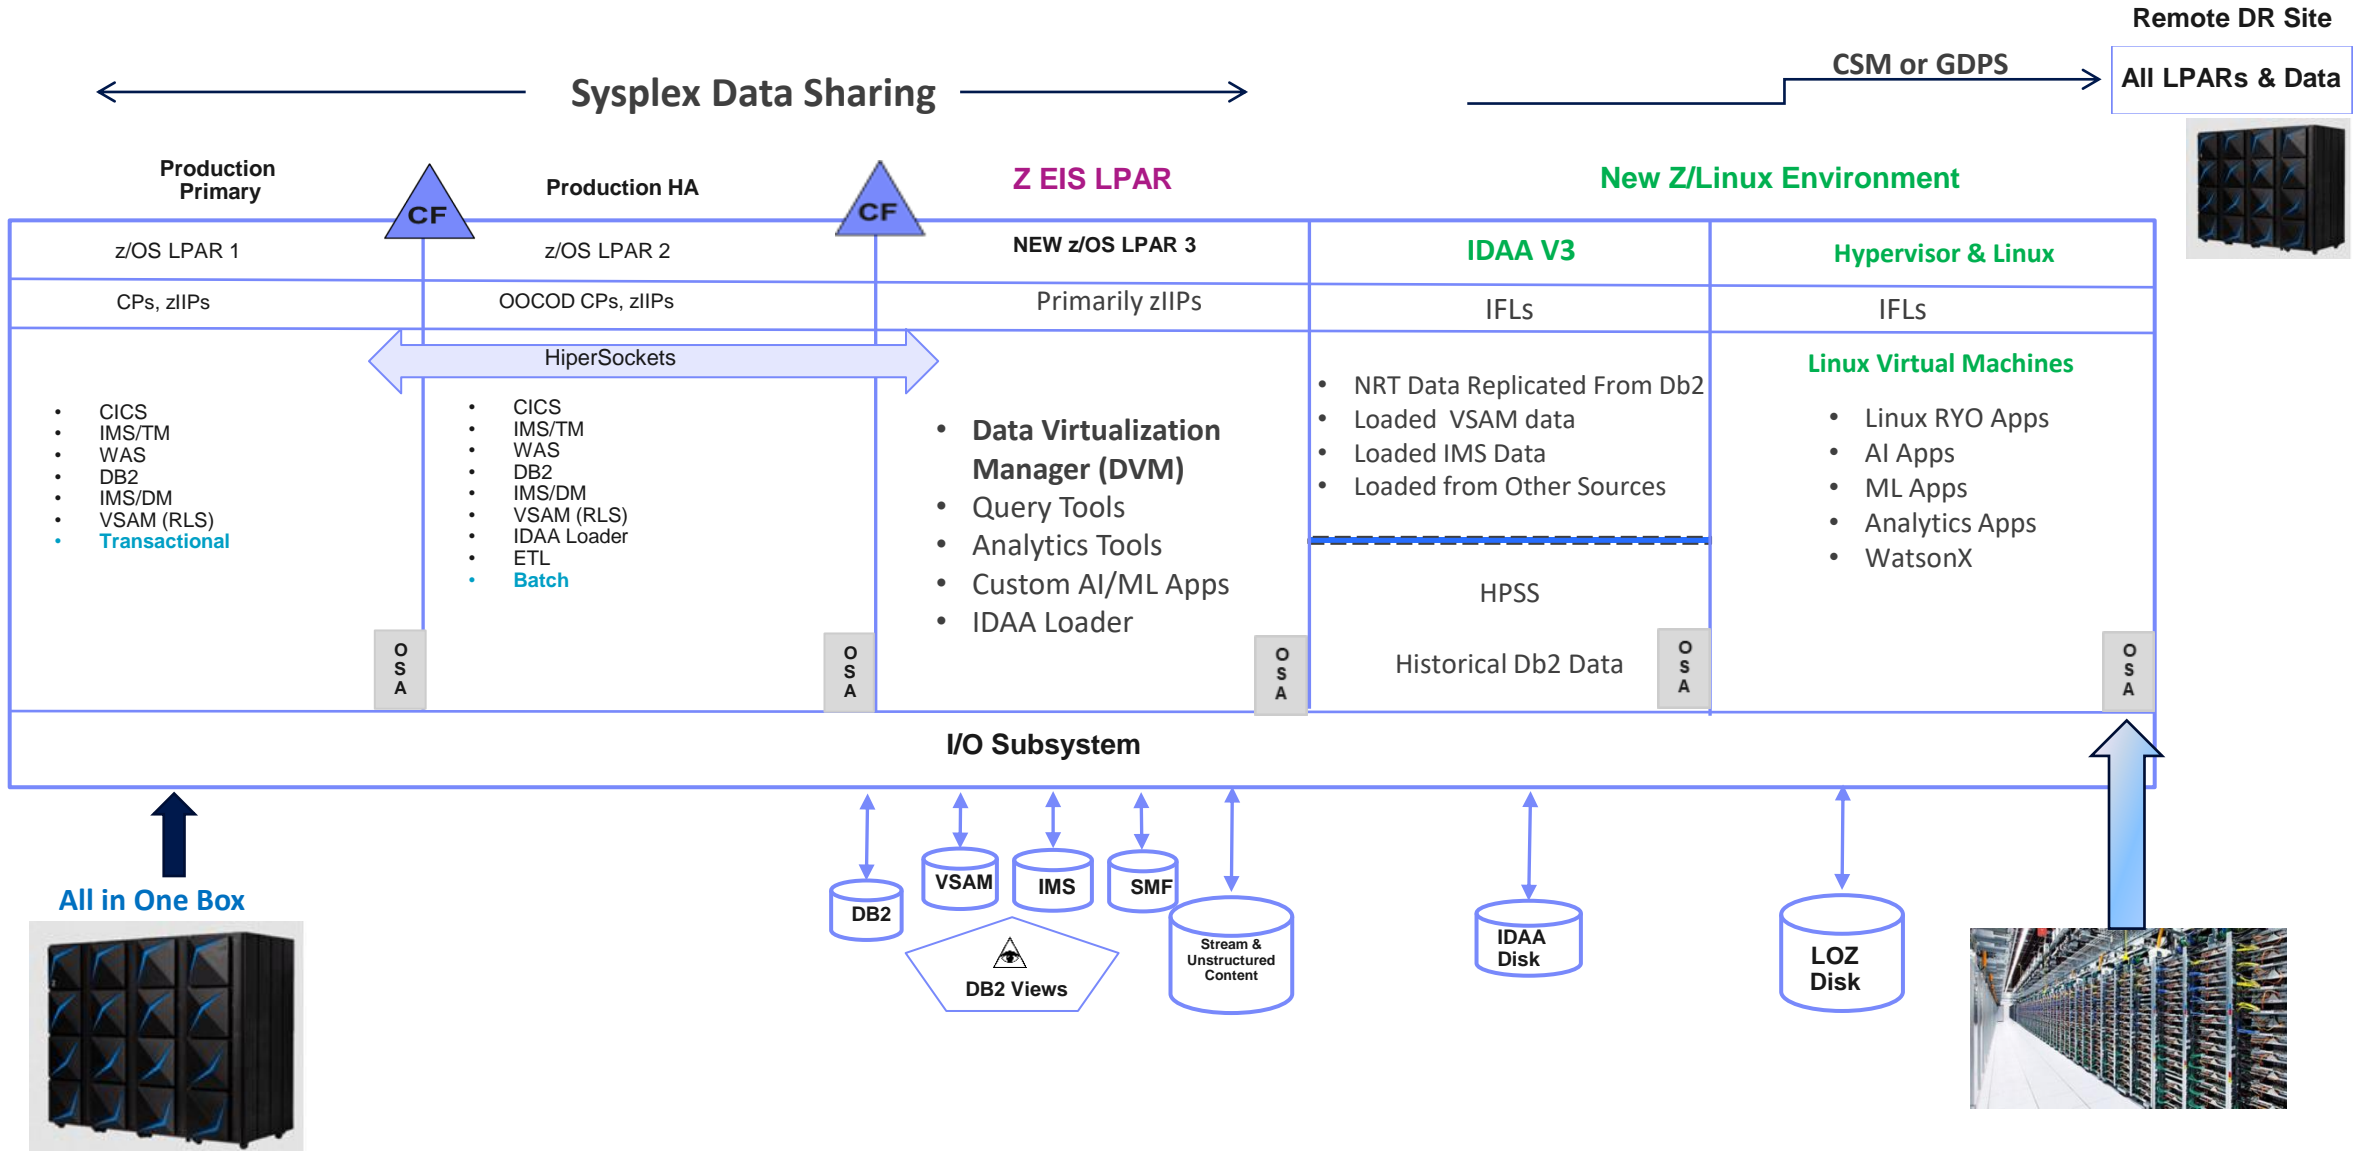 Remote DR Site
CSM or GDPS
All LPARs & Data
Sysplex Data Sharing
Production
Primary
Production HA
Z EIS LPAR
New Z/Linux Environment
CF
CF
z/OS LPAR 1
z/OS LPAR 2
NEW z/OS LPAR 3
IDAA V3
Hypervisor & Linux
CPs, zIIPs
OOCOD CPs, zIIPs
Primarily zIIPs
IFLs
IFLs
HiperSockets
• CICS
• IMS/TM
• WAS
• DB2
• IMS/DM
• VSAM (RLS)
• Transactional
• CICS
• IMS/TM
• WAS
• DB2
• IMS/DM
• VSAM (RLS)
• IDAA Loader
• ETL
• Batch
• Data Virtualization
Manager (DVM)
• Query Tools
• Analytics Tools
• Custom AI/ML Apps
• IDAA Loader
• NRT Data Replicated From Db2
• Loaded VSAM data
• Loaded IMS Data
• Loaded from Other Sources
HPSS
Historical Db2 Data
Linux Virtual Machines
• Linux RYO Apps
• AI Apps
• ML Apps
• Analytics Apps
• WatsonX
O
S
A
O
S
A
O
S
A
O
S
A
O
S
A
I/O Subsystem
All in One Box
DB2
VSAM
IMS
SMF
DB2 Views
Stream &
Unstructured
Content
IDAA
Disk
LOZ
Disk